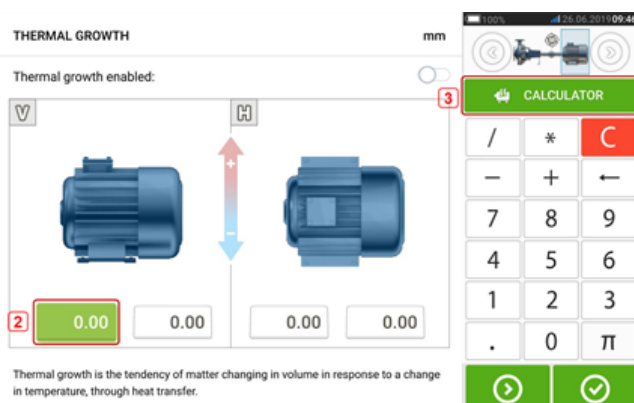 THERMAL GROWTH mm
Thermal growth enabled:
V H
+
-
2 0.00 0.00 0.00 0.00
Thermal growth is the tendency of matter changing in volume in response to a change
in temperature, through heat transfer.
100% 26.06.2019 09:46
3 CALCULATOR
/ * C
− + ←
7 8 9
4 5 6
1 2 3
. 0 π